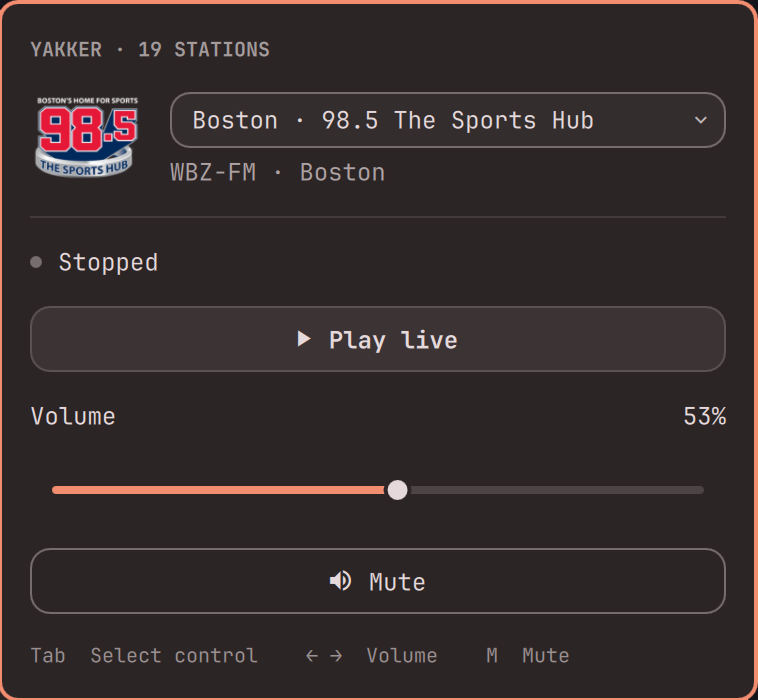 YAKKER · 19 STATIONS
BOSTON'S HOME FOR SPORTS
98.5
THE SPORTS HUB
Boston · 98.5 The Sports Hub
WBZ-FM · Boston
Stopped
Play live
Volume 53%
Mute
Tab Select control ← → Volume M Mute